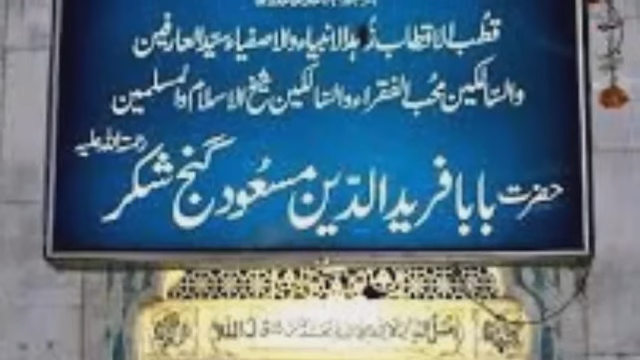 قطب الاقطاب زہد الانبیاء والاصفیاء سید العارفین
والسالکین محب الفقراء والسالکین شیخ الاسلام والمسلمین
حضرت بابا فرید الدین مسعود گنج شکر رحمتہ اللہ علیہ